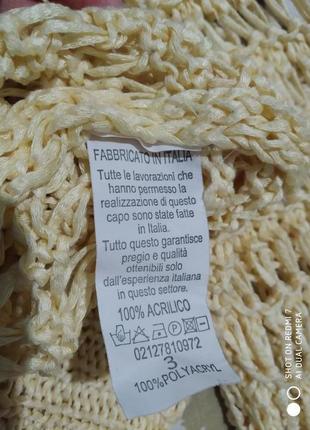 FABBRICATO IN ITALIA
Tutte le lavorazioni che
hanno permesso la
realizzazione di questo
capo sono state fatte
in Italia.
Tutto questo garantisce
pregio e qualità
ottenibili solo
dall'esperienza italiana
in questo settore.
100% ACRILICO
02127810972
3
100%POLYACRYL
SHOT ON REDMI 7
AI DUAL CAMERA